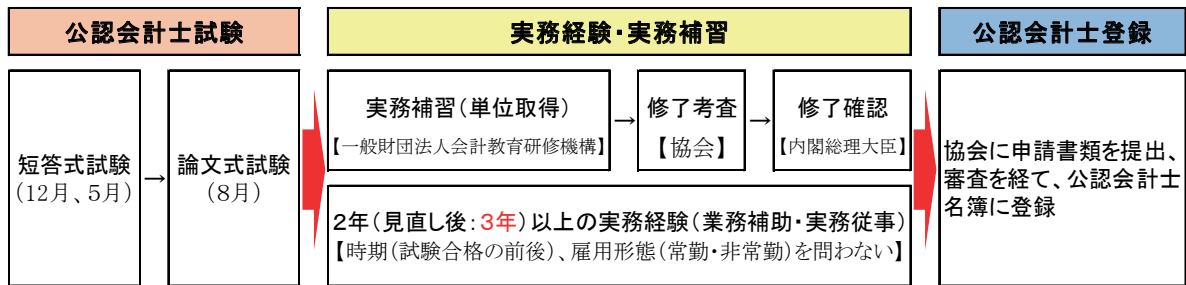 公認会計士試験
実務経験・実務補習
公認会計士登録
短答式試験
(12月、5月)
→
論文式試験
(8月)
実務補習(単位取得)
【一般財団法人会計教育研修機構】
→
修了考査
【協会】
→
修了確認
【内閣総理大臣】
2年(見直し後:3年)以上の実務経験(業務補助・実務従事)
【時期(試験合格の前後)、雇用形態(常勤・非常勤)を問わない】
協会に申請書類を提出、
審査を経て、公認会計士
名簿に登録